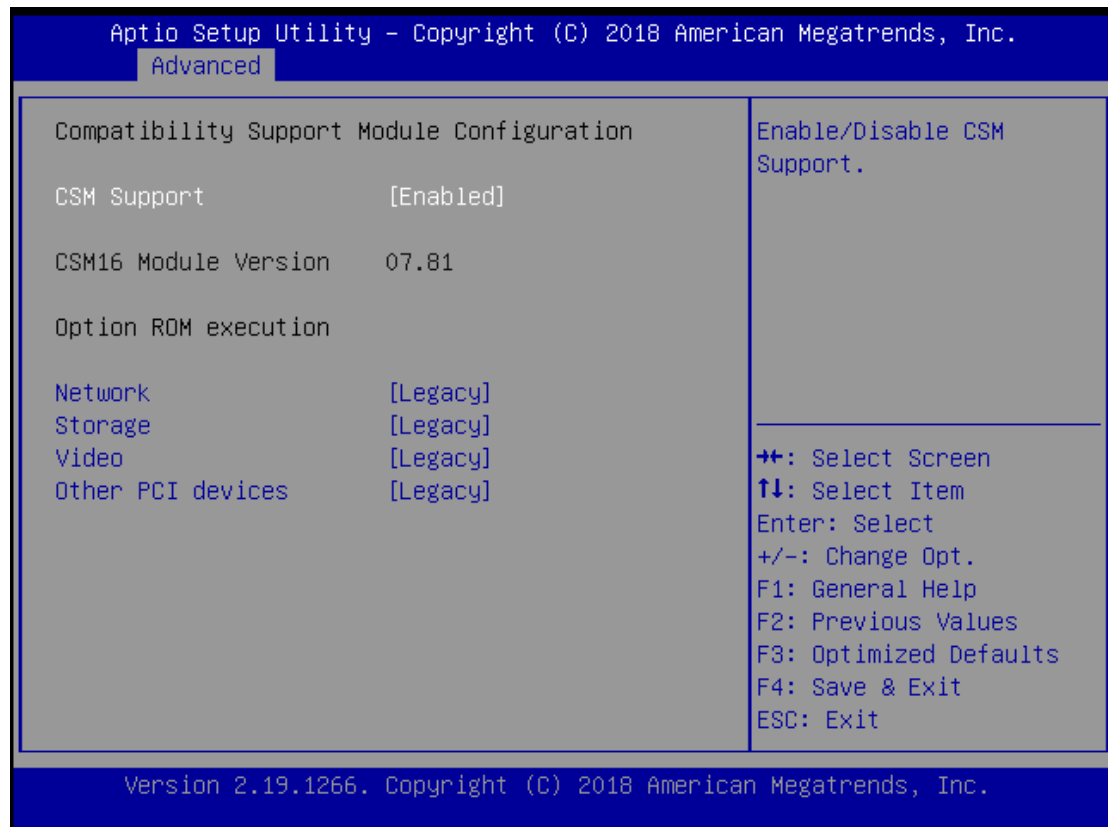 Aptio Setup Utility – Copyright (C) 2018 American Megatrends, Inc.
Advanced
Compatibility Support Module Configuration
CSM Support [Enabled]
CSM16 Module Version 07.81
Option ROM execution
Network [Legacy]
Storage [Legacy]
Video [Legacy]
Other PCI devices [Legacy]
Enable/Disable CSM
Support.
→←: Select Screen
↑↓: Select Item
Enter: Select
+/-: Change Opt.
F1: General Help
F2: Previous Values
F3: Optimized Defaults
F4: Save & Exit
ESC: Exit
Version 2.19.1266. Copyright (C) 2018 American Megatrends, Inc.